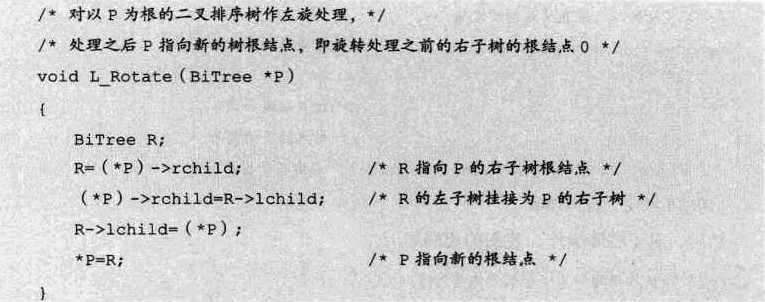 /* 对以 P 为根的二叉排序树作左旋处理，*/
/* 处理之后 P 指向新的树根结点，即旋转处理之前的右子树的根结点 0 */
void L_Rotate（BiTree *P）
{
BiTree R;
R=（*P）->rchild; /* R 指向 P 的右子树根结点 */
（*P）->rchild=R->lchild; /* R 的左子树挂接为 P 的右子树 */
R->lchild=（*P）;
*P=R; /* P 指向新的根结点 */
}